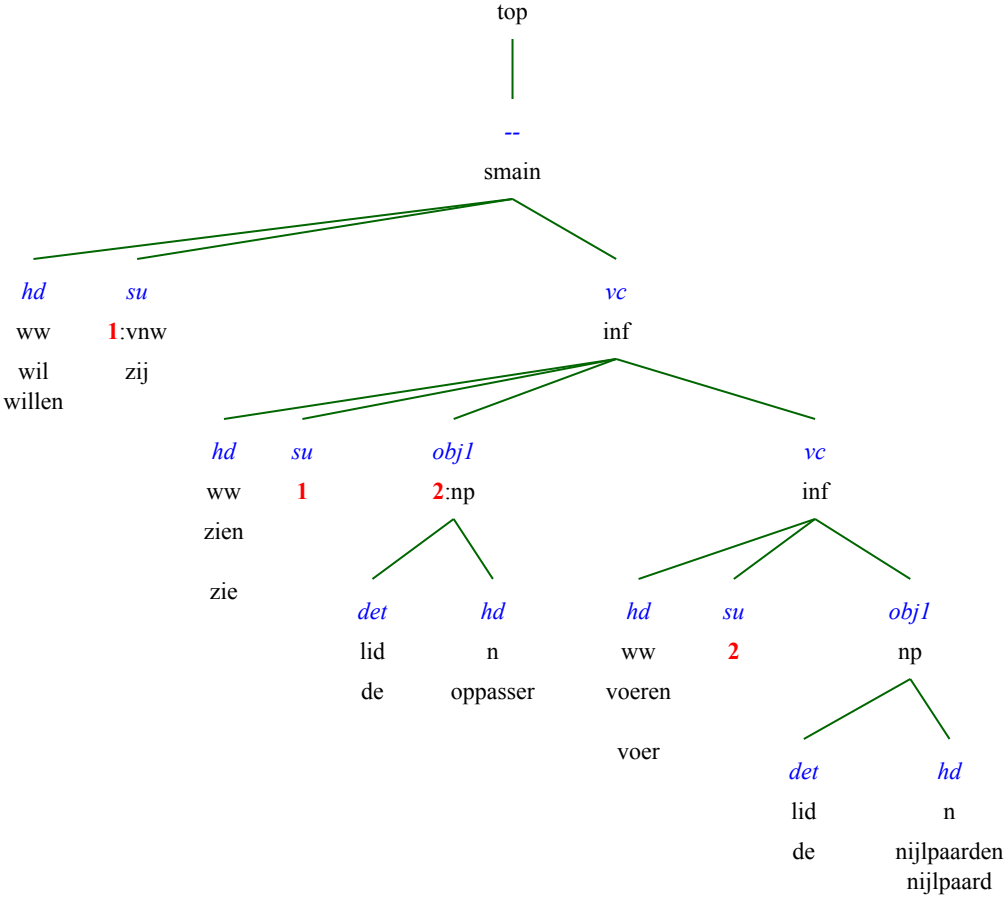 top
--
smain
hd su vc
ww 1:vnw inf
wil zij
willen
hd su obj1 vc
ww 1 2:np inf
zien
zie
det hd hd su obj1
lid n ww 2 np
de oppasser voeren
voer
det hd
lid n
de nijlpaarden
nijlpaard